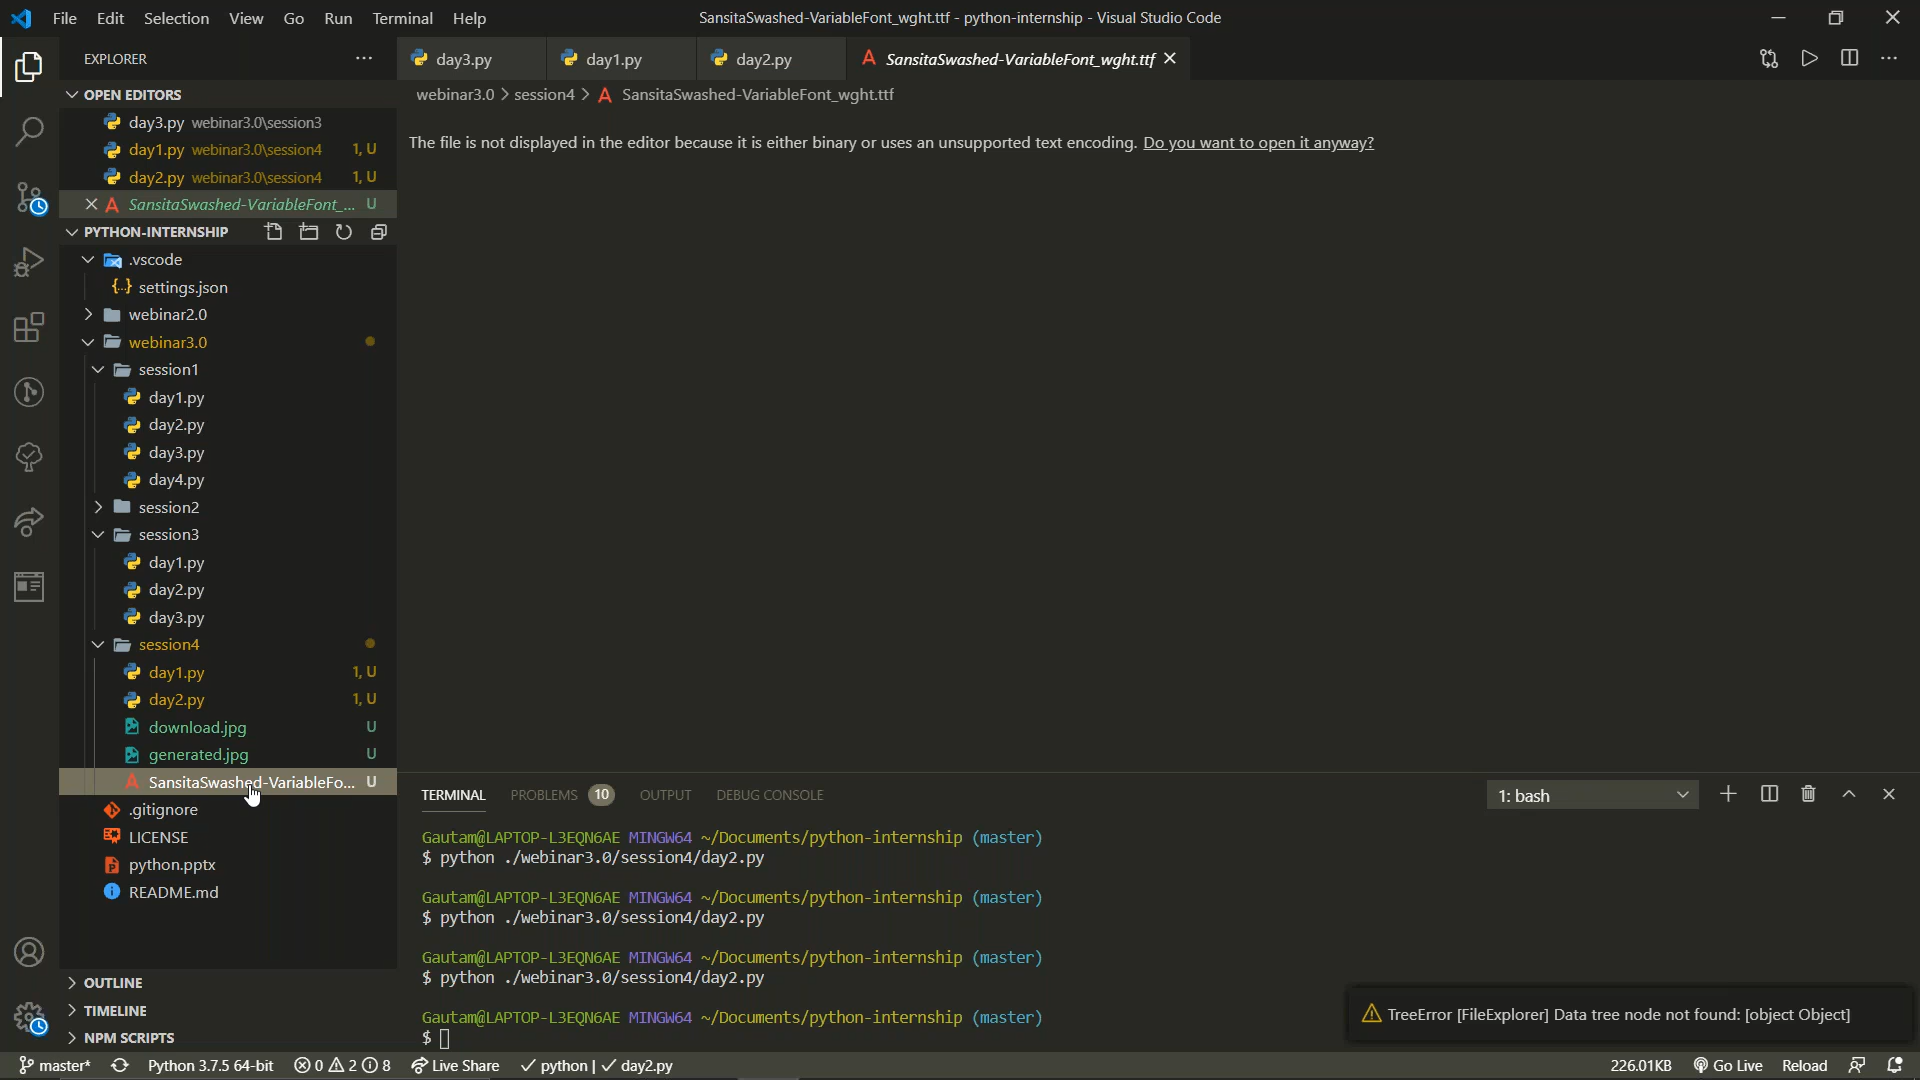 File Edit Selection View Go Run Terminal Help
SansitaSwashed-VariableFont_wght.ttf - python-internship - Visual Studio Code
EXPLORER
day3.py
day1.py
day2.py
SansitaSwashed-VariableFont_wght.ttf
OPEN EDITORS
day3.py webinar3.0\session3
day1.py webinar3.0\session4 1, U
day2.py webinar3.0\session4 1, U
SansitaSwashed-VariableFont_... U
PYTHON-INTERNSHIP
.vscode
settings.json
webinar2.0
webinar3.0
session1
day1.py
day2.py
day3.py
day4.py
session2
session3
day1.py
day2.py
day3.py
session4
day1.py 1, U
day2.py 1, U
download.jpg U
generated.jpg U
SansitaSwashed-VariableFo... U
.gitignore
LICENSE
python.pptx
README.md
OUTLINE
TIMELINE
NPM SCRIPTS
webinar3.0 > session4 > SansitaSwashed-VariableFont_wght.ttf
The file is not displayed in the editor because it is either binary or uses an unsupported text encoding. Do you want to open it anyway?
TERMINAL PROBLEMS 10 OUTPUT DEBUG CONSOLE
1: bash
Gautam@LAPTOP-L3EQN6AE MINGW64 ~/Documents/python-internship (master)
$ python ./webinar3.0/session4/day2.py
Gautam@LAPTOP-L3EQN6AE MINGW64 ~/Documents/python-internship (master)
$ python ./webinar3.0/session4/day2.py
Gautam@LAPTOP-L3EQN6AE MINGW64 ~/Documents/python-internship (master)
$ python ./webinar3.0/session4/day2.py
Gautam@LAPTOP-L3EQN6AE MINGW64 ~/Documents/python-internship (master)
$
TreeError [FileExplorer] Data tree node not found: [object Object]
master* Python 3.7.5 64-bit 0 2 8 Live Share python | day2.py
226.01KB Go Live Reload